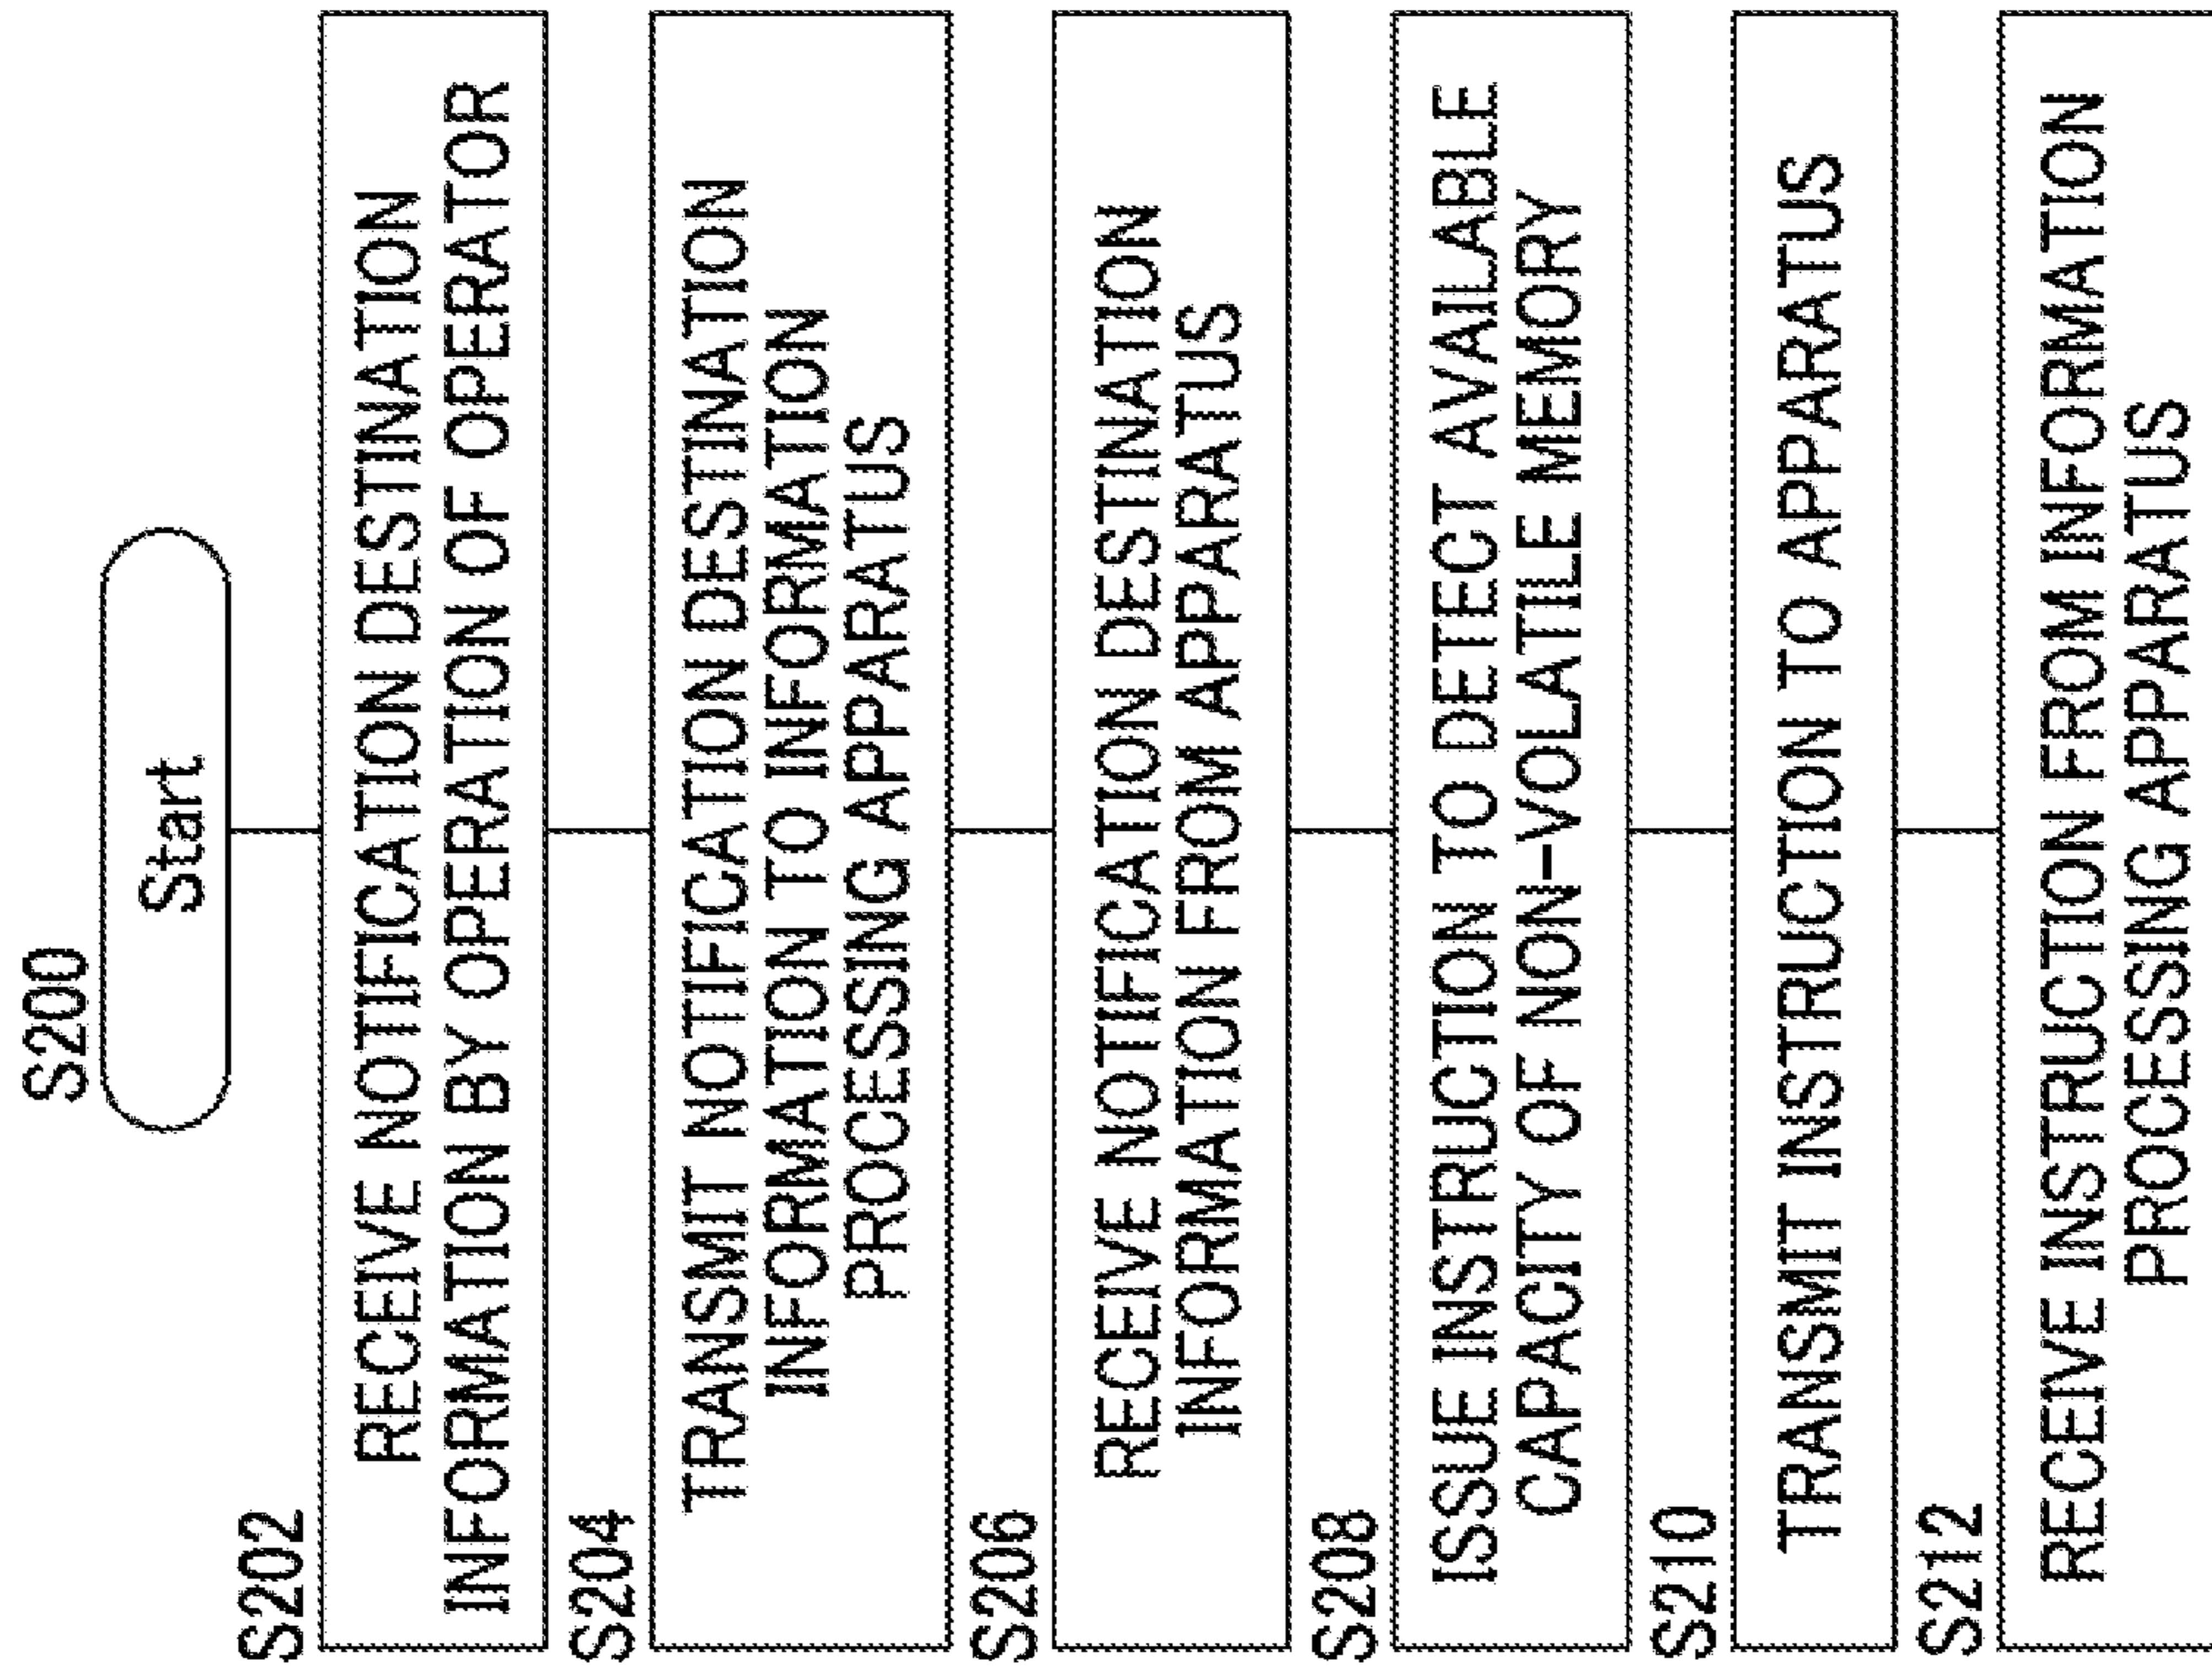 S200
Start
S202
RECEIVE NOTIFICATION DESTINATION
INFORMATION BY OPERATION OF OPERATOR
S204
TRANSMIT NOTIFICATION DESTINATION
INFORMATION TO INFORMATION
PROCESSING APPARATUS
S206
RECEIVE NOTIFICATION DESTINATION
INFORMATION FROM APPARATUS
S208
ISSUE INSTRUCTION TO DETECT AVAILABLE
CAPACITY OF NON-VOLATILE MEMORY
S210
TRANSMIT INSTRUCTION TO APPARATUS
S212
RECEIVE INSTRUCTION FROM INFORMATION
PROCESSING APPARATUS